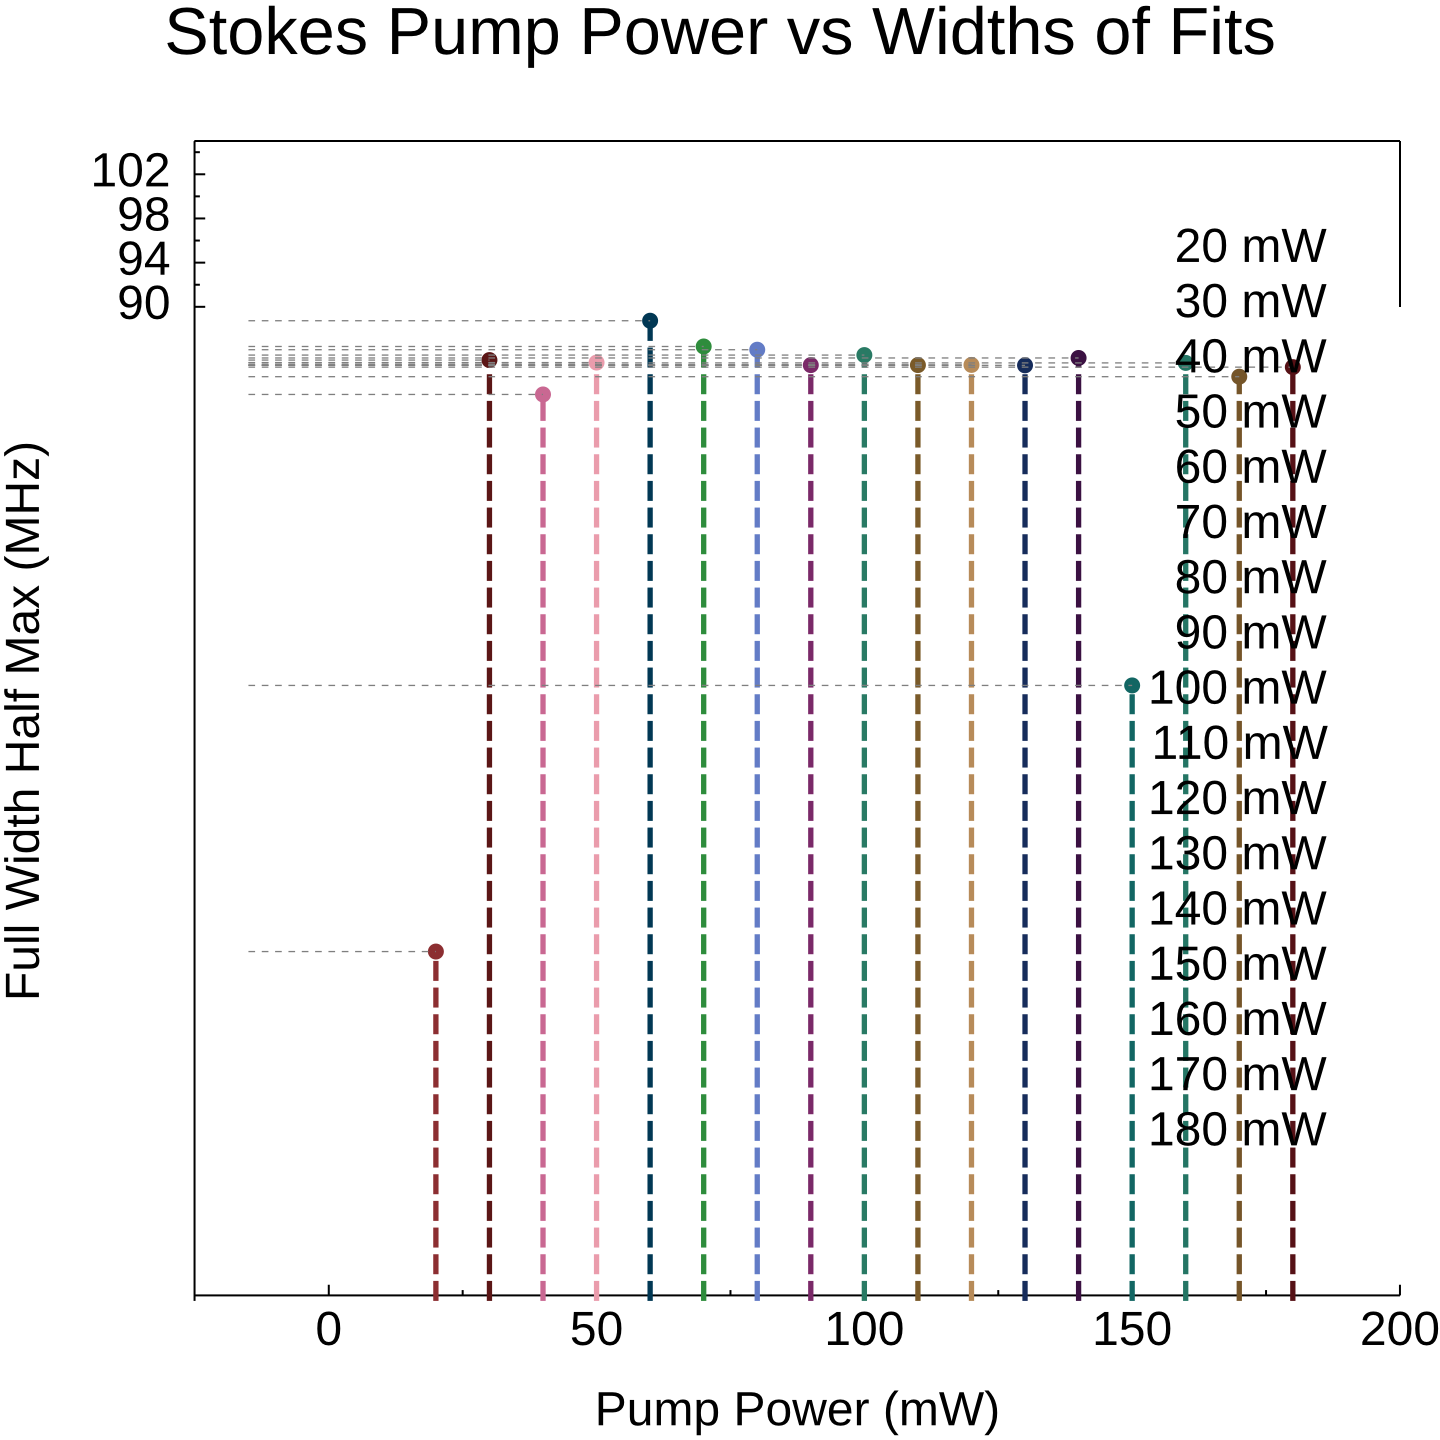 Stokes Pump Power vs Widths of Fits
102
98
94
90
Full Width Half Max (MHz)
20 mW
30 mW
40 mW
50 mW
60 mW
70 mW
80 mW
90 mW
100 mW
110 mW
120 mW
130 mW
140 mW
150 mW
160 mW
170 mW
180 mW
0 50 100 150 200
Pump Power (mW)